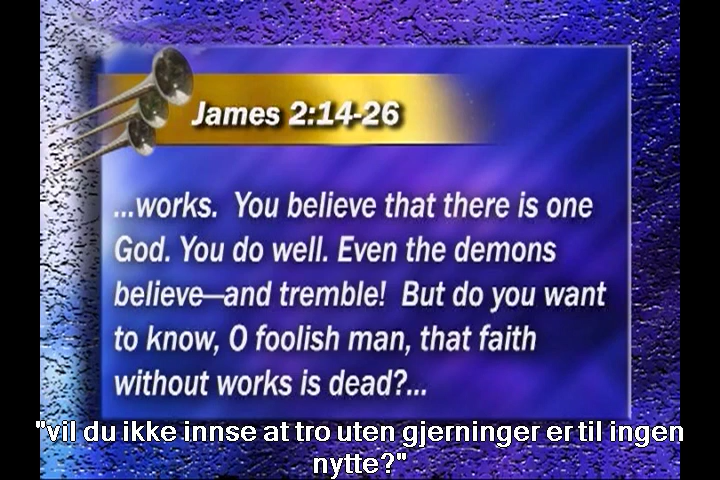 James 2:14-26
...works. You believe that there is one
God. You do well. Even the demons
believe—and tremble! But do you want
to know, O foolish man, that faith
without works is dead?...
"vil du ikke innse at tro uten gjerninger er til ingen
nytte?"